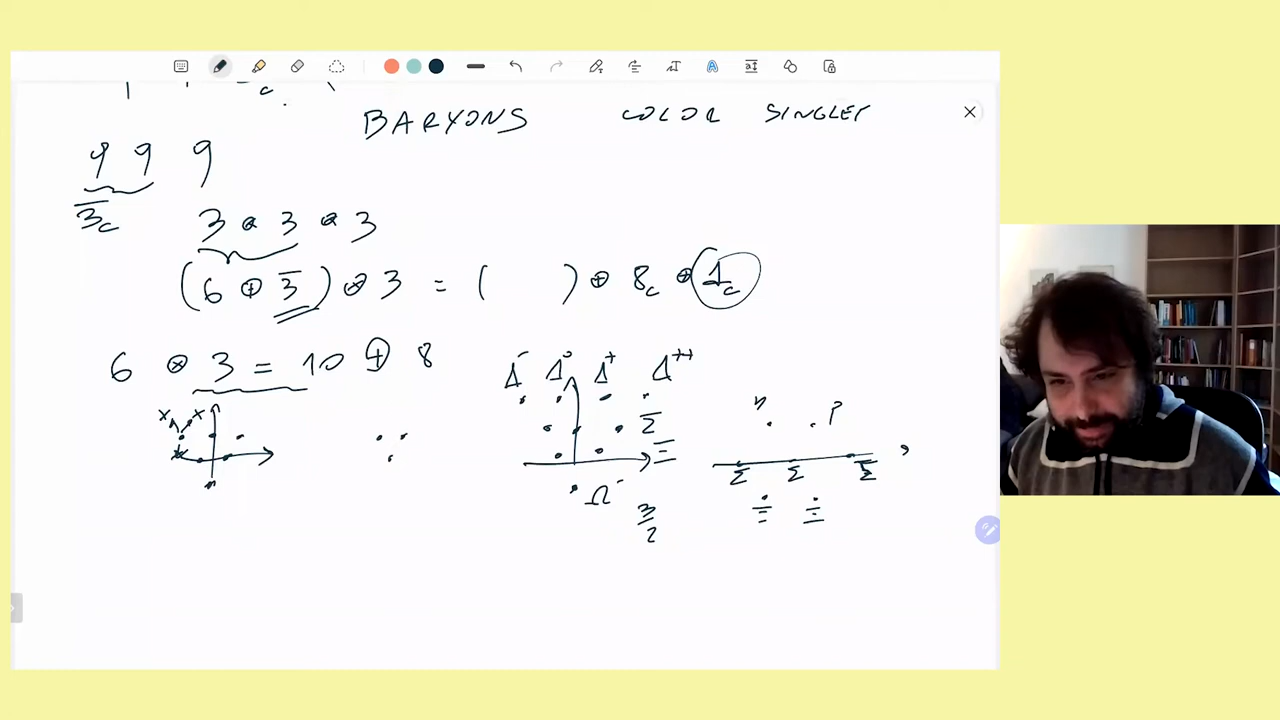 c
BARYONS COLOR SINGLET
q q q
3̅c 3 ⊗ 3 ⊗ 3
(6 ⊕ 3̅) ⊗ 3 = ( ) ⊕ 8c ⊕ 1c
6 ⊗ 3 = 10 ⊕ 8
Δ⁻ Δ⁰ Δ⁺ Δ⁺⁺
x x Σ n p
Ξ
Σ Σ Σ
Ω⁻ Ξ Ξ
3/2